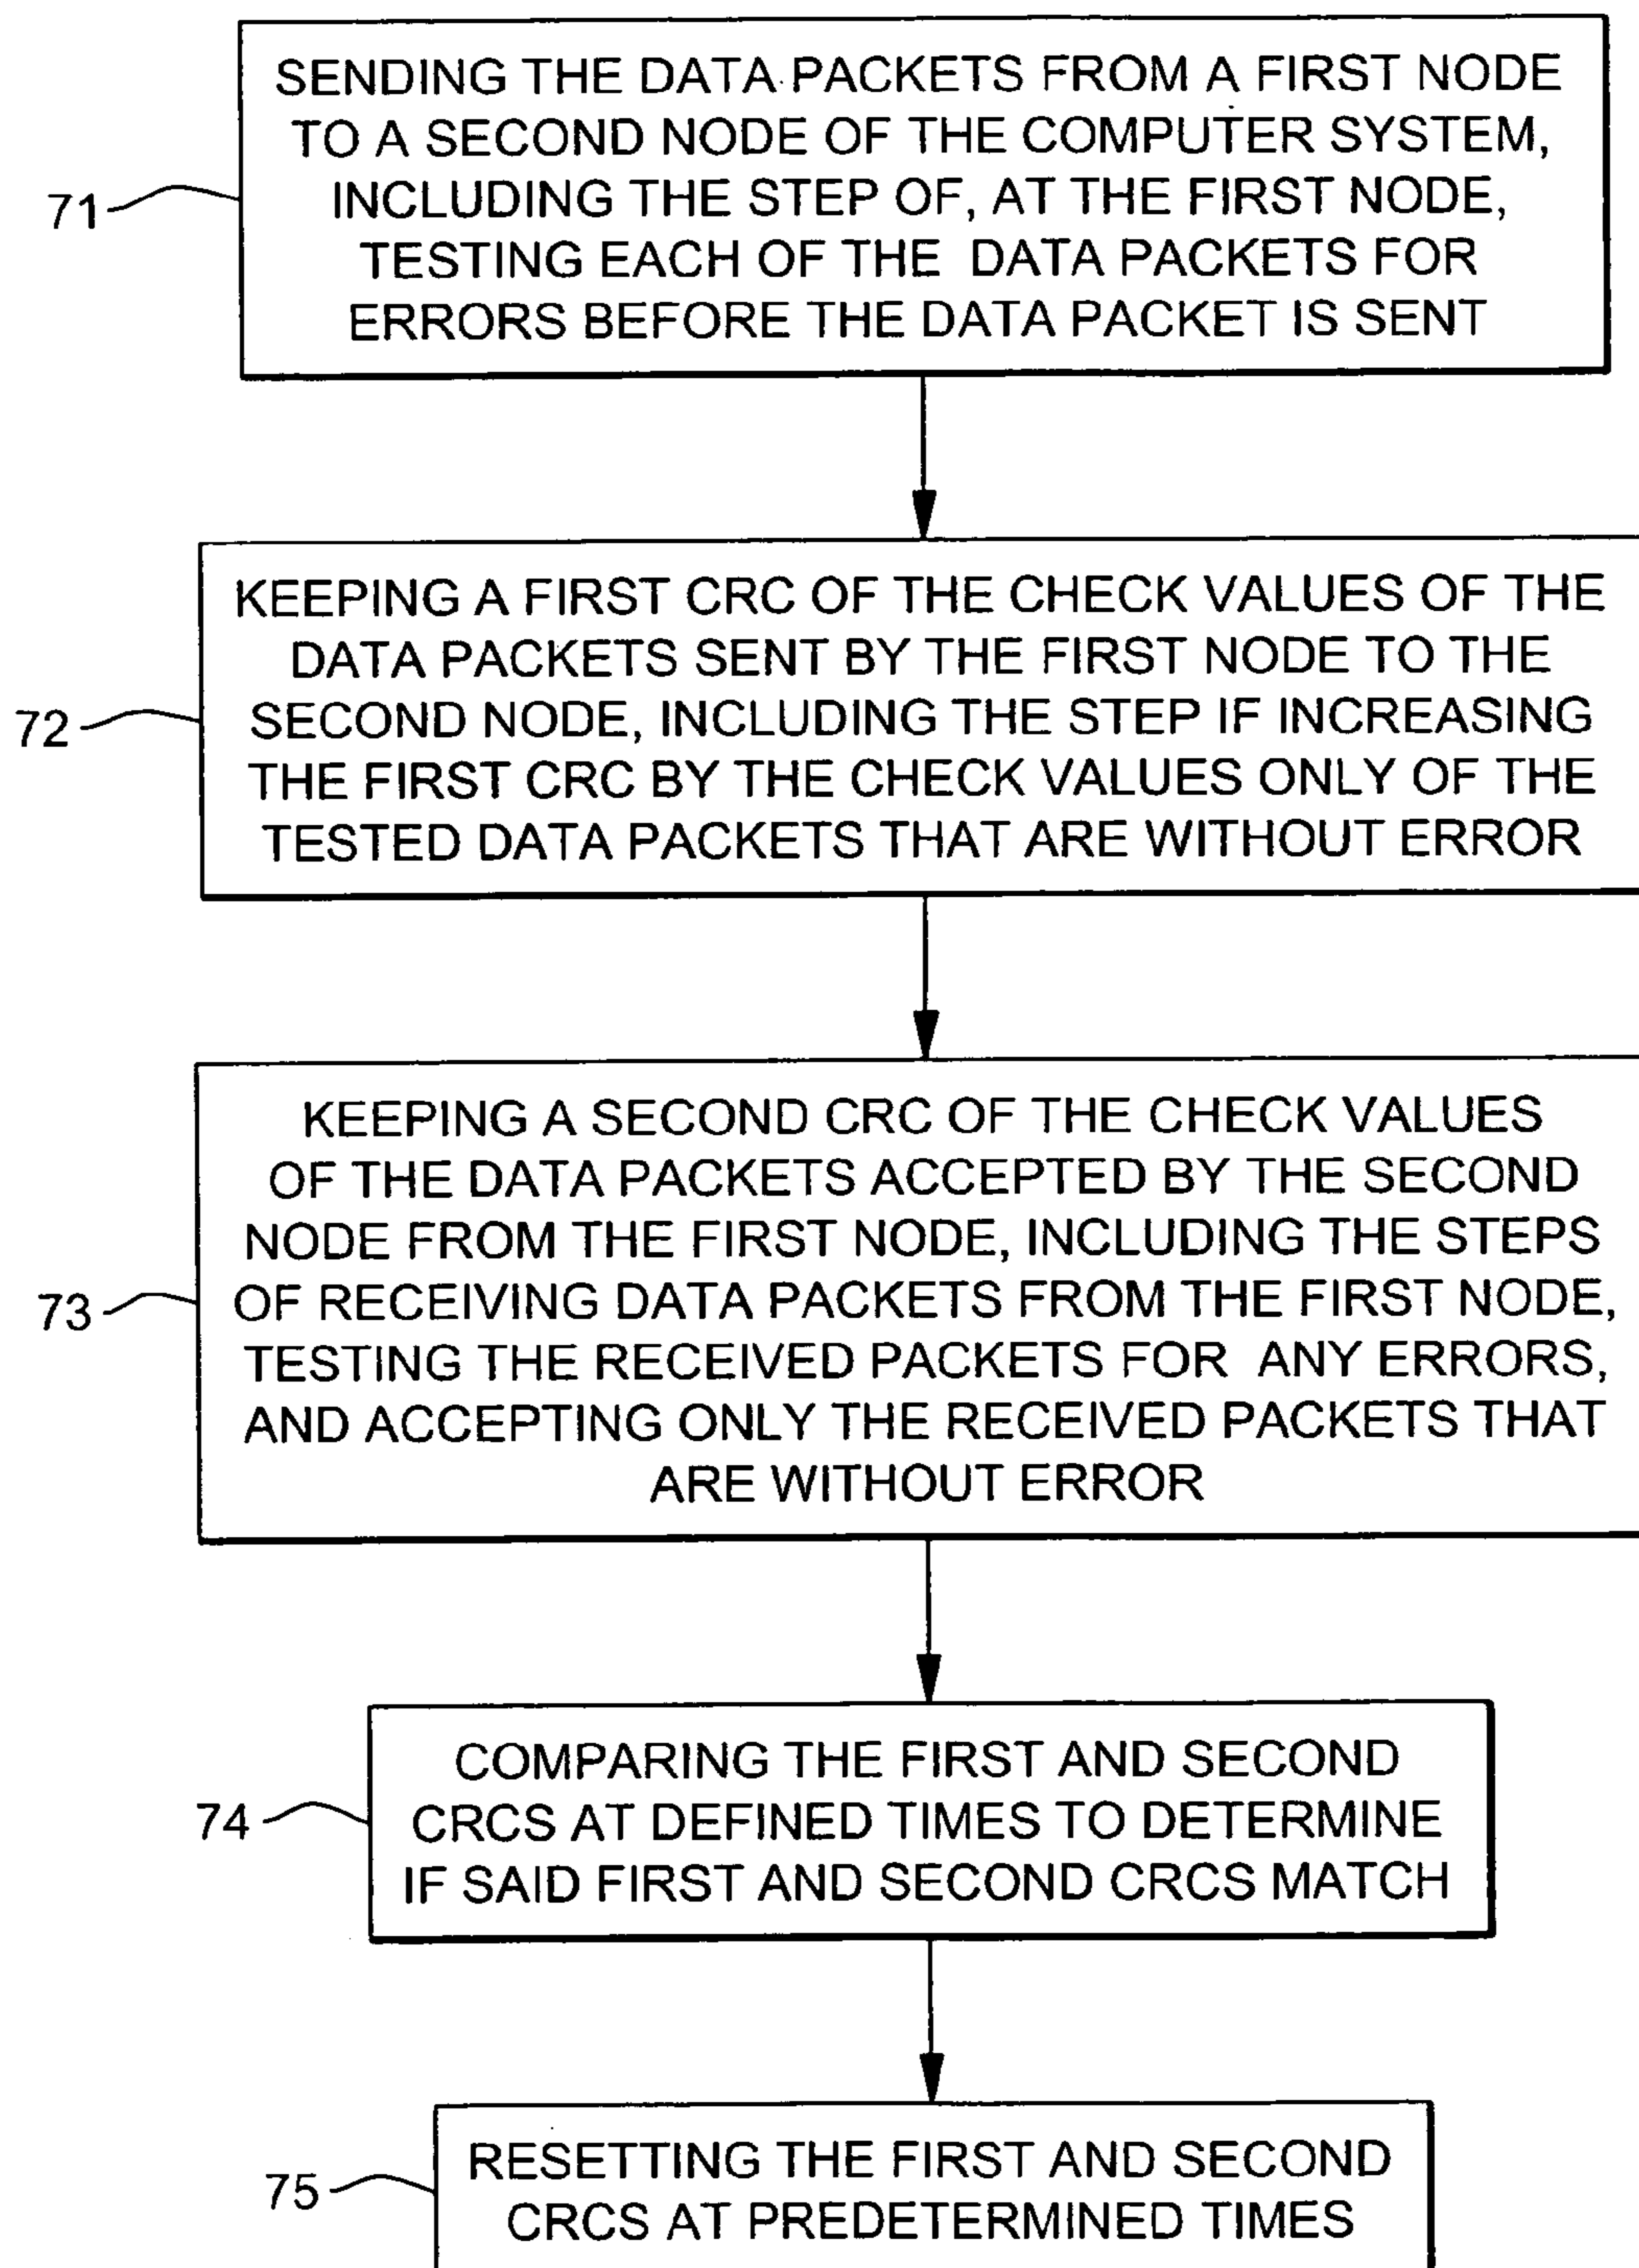 SENDING THE DATA PACKETS FROM A FIRST NODE
TO A SECOND NODE OF THE COMPUTER SYSTEM,
INCLUDING THE STEP OF, AT THE FIRST NODE,
TESTING EACH OF THE DATA PACKETS FOR
ERRORS BEFORE THE DATA PACKET IS SENT
71
KEEPING A FIRST CRC OF THE CHECK VALUES OF THE
DATA PACKETS SENT BY THE FIRST NODE TO THE
SECOND NODE, INCLUDING THE STEP IF INCREASING
THE FIRST CRC BY THE CHECK VALUES ONLY OF THE
TESTED DATA PACKETS THAT ARE WITHOUT ERROR
72
KEEPING A SECOND CRC OF THE CHECK VALUES
OF THE DATA PACKETS ACCEPTED BY THE SECOND
NODE FROM THE FIRST NODE, INCLUDING THE STEPS
OF RECEIVING DATA PACKETS FROM THE FIRST NODE,
TESTING THE RECEIVED PACKETS FOR ANY ERRORS,
AND ACCEPTING ONLY THE RECEIVED PACKETS THAT
ARE WITHOUT ERROR
73
COMPARING THE FIRST AND SECOND
CRCS AT DEFINED TIMES TO DETERMINE
IF SAID FIRST AND SECOND CRCS MATCH
74
RESETTING THE FIRST AND SECOND
CRCS AT PREDETERMINED TIMES
75